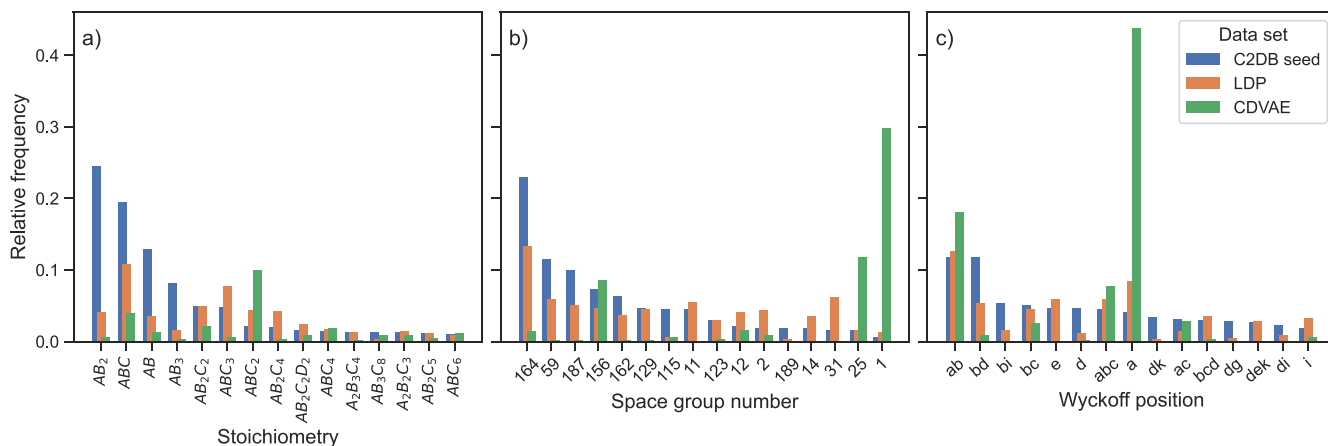 a)
b)
c)
Data set
C2DB seed
LDP
CDVAE
Relative frequency
0.4
0.3
0.2
0.1
0.0
AB₂
ABC
AB
AB₃
AB₂C₂
ABC₃
ABC₂
AB₂C₄
AB₂C₂D₂
ABC₄
A₂B₃C₄
AB₃C₈
A₂B₂C₃
AB₂C₅
ABC₆
Stoichiometry
164
59
187
156
162
129
115
11
123
12
2
189
14
31
25
1
Space group number
ab
bd
bi
bc
e
d
abc
a
dk
ac
bcd
dg
dek
di
i
Wyckoff position